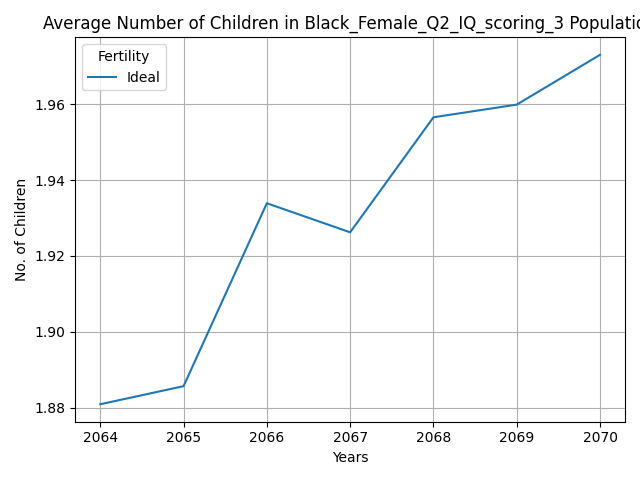 Average Number of Children in Black_Female_Q2_IQ_scoring_3 Populatio
Fertility
Ideal
1.96
1.94
1.92
1.90
1.88
No. of Children
2064 2065 2066 2067 2068 2069 2070
Years